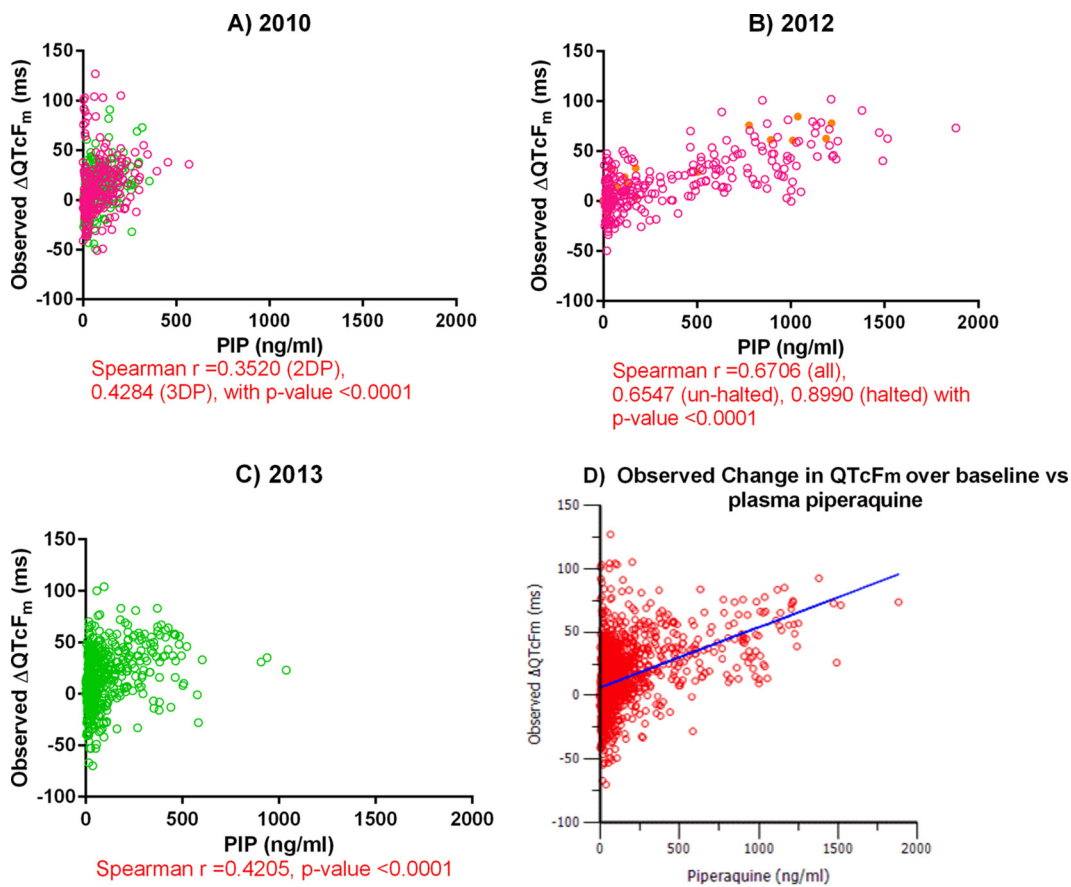 A) 2010
150
100
50
0
-50
-100
Observed ΔQTcFm (ms)
0
500
1000
1500
2000
PIP (ng/ml)
Spearman r =0.3520 (2DP),
0.4284 (3DP), with p-value <0.0001
B) 2012
150
100
50
0
-50
-100
Observed ΔQTcFm (ms)
0
500
1000
1500
2000
PIP (ng/ml)
Spearman r =0.6706 (all),
0.6547 (un-halted), 0.8990 (halted) with
p-value <0.0001
C) 2013
150
100
50
0
-50
-100
Observed ΔQTcFm (ms)
0
500
1000
1500
2000
PIP (ng/ml)
Spearman r =0.4205, p-value <0.0001
D) Observed Change in QTcFm over baseline vs
plasma piperaquine
150
100
50
0
-50
-100
Observed ΔQTcFm (ms)
0
500
1000
1500
2000
Piperaquine (ng/ml)